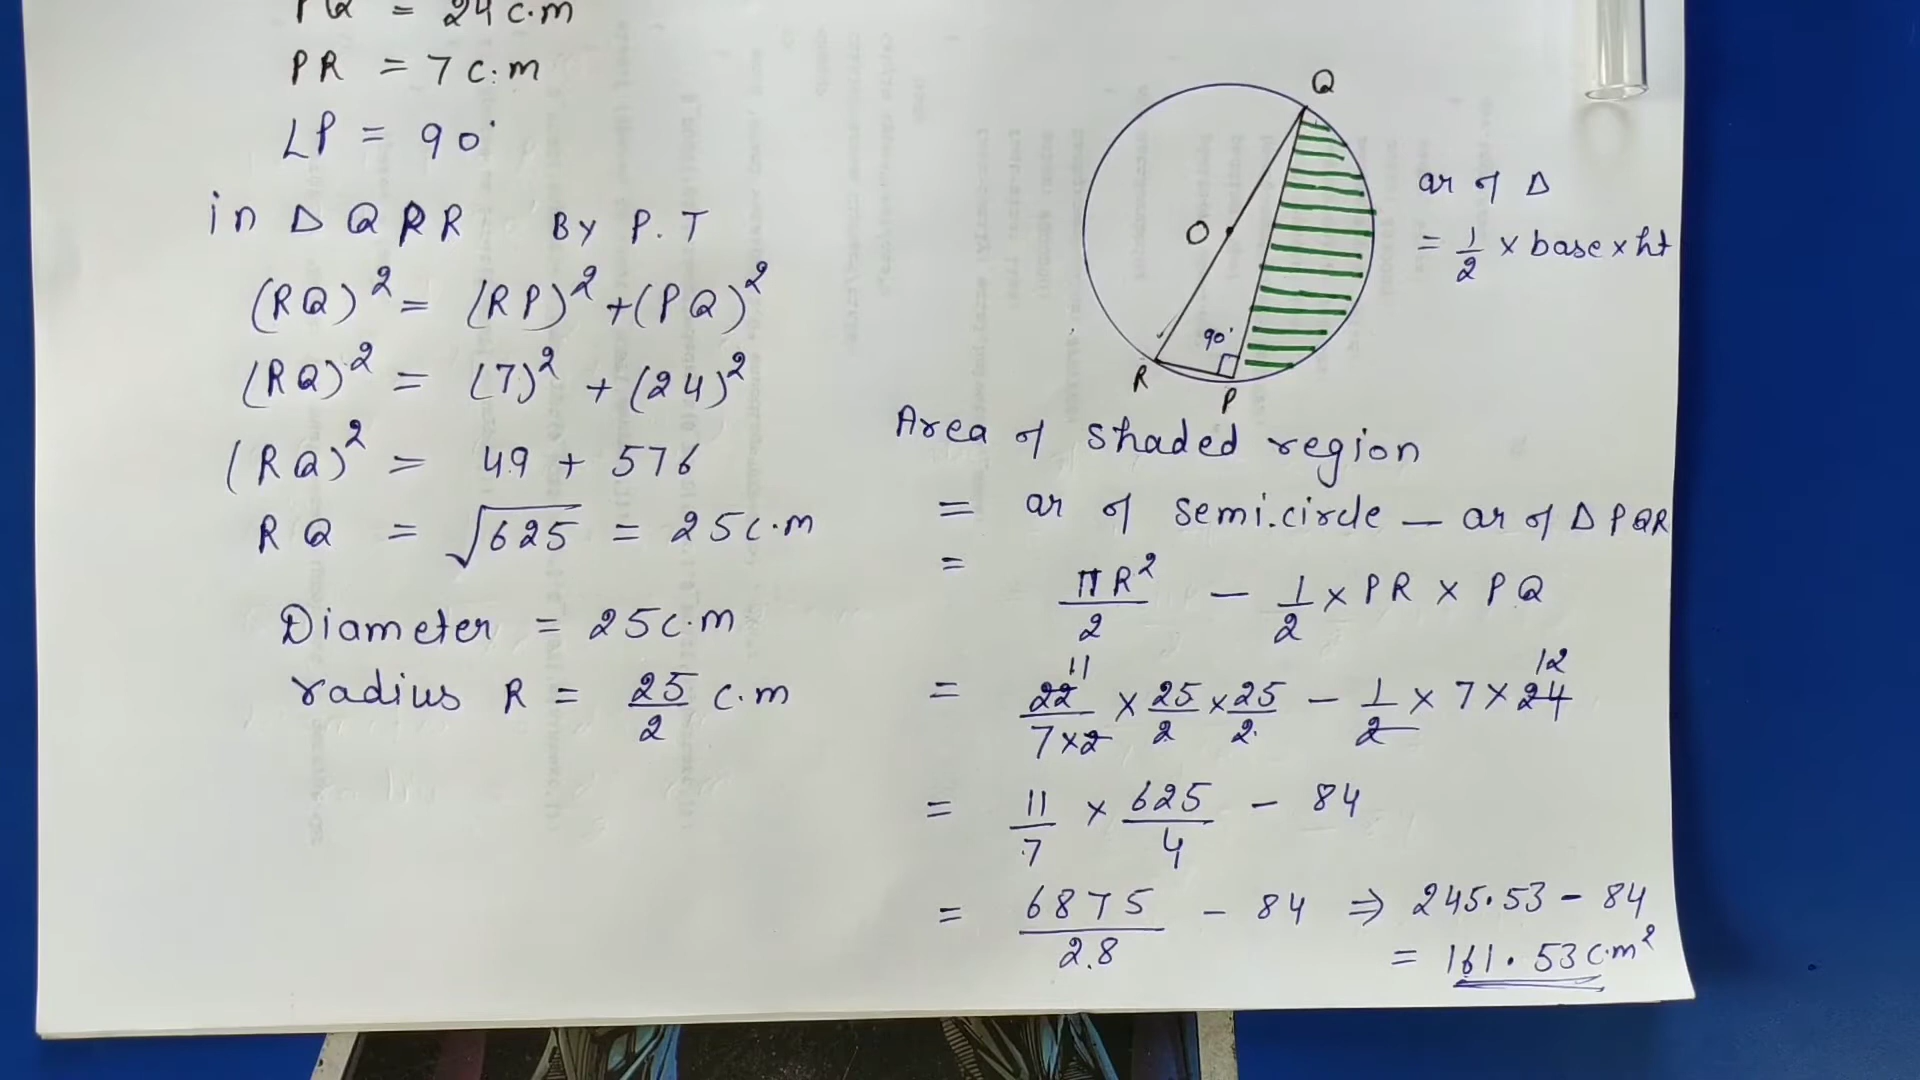 PQ = 24 c.m
PR = 7 c.m
∠P = 90°
in Δ QPR By P.T
(RQ)² = (RP)² + (PQ)²
(RQ)² = (7)² + (24)²
(RQ)² = 49 + 576
RQ = √625 = 25 c.m
Diameter = 25 c.m
radius R = 25/2 c.m
Q
O
90°
R
P
ar of Δ
= 1/2 × base × ht
Area of shaded region
= ar of semi.circle — ar of Δ PQR
= πR²/2 — 1/2 × PR × PQ
11 12
= 22/7×2 × 25/2 × 25/2 — 1/2 × 7 × 24
= 11/7 × 625/4 — 84
= 6875/2.8 — 84 ⇒ 245.53 - 84
= 161.53 c.m²